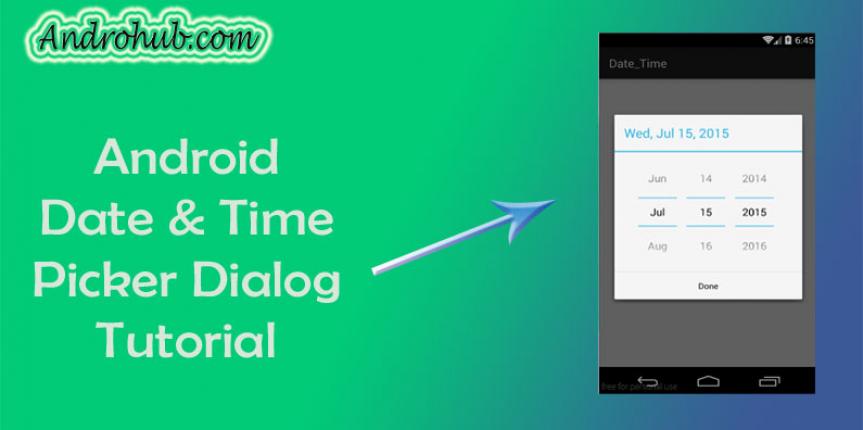 Androhub.com
Android
Date & Time
Picker Dialog
Tutorial
6:45
Date_Time
Wed, Jul 15, 2015
Jun 14 2014
Jul 15 2015
Aug 16 2016
Done
free for personal use